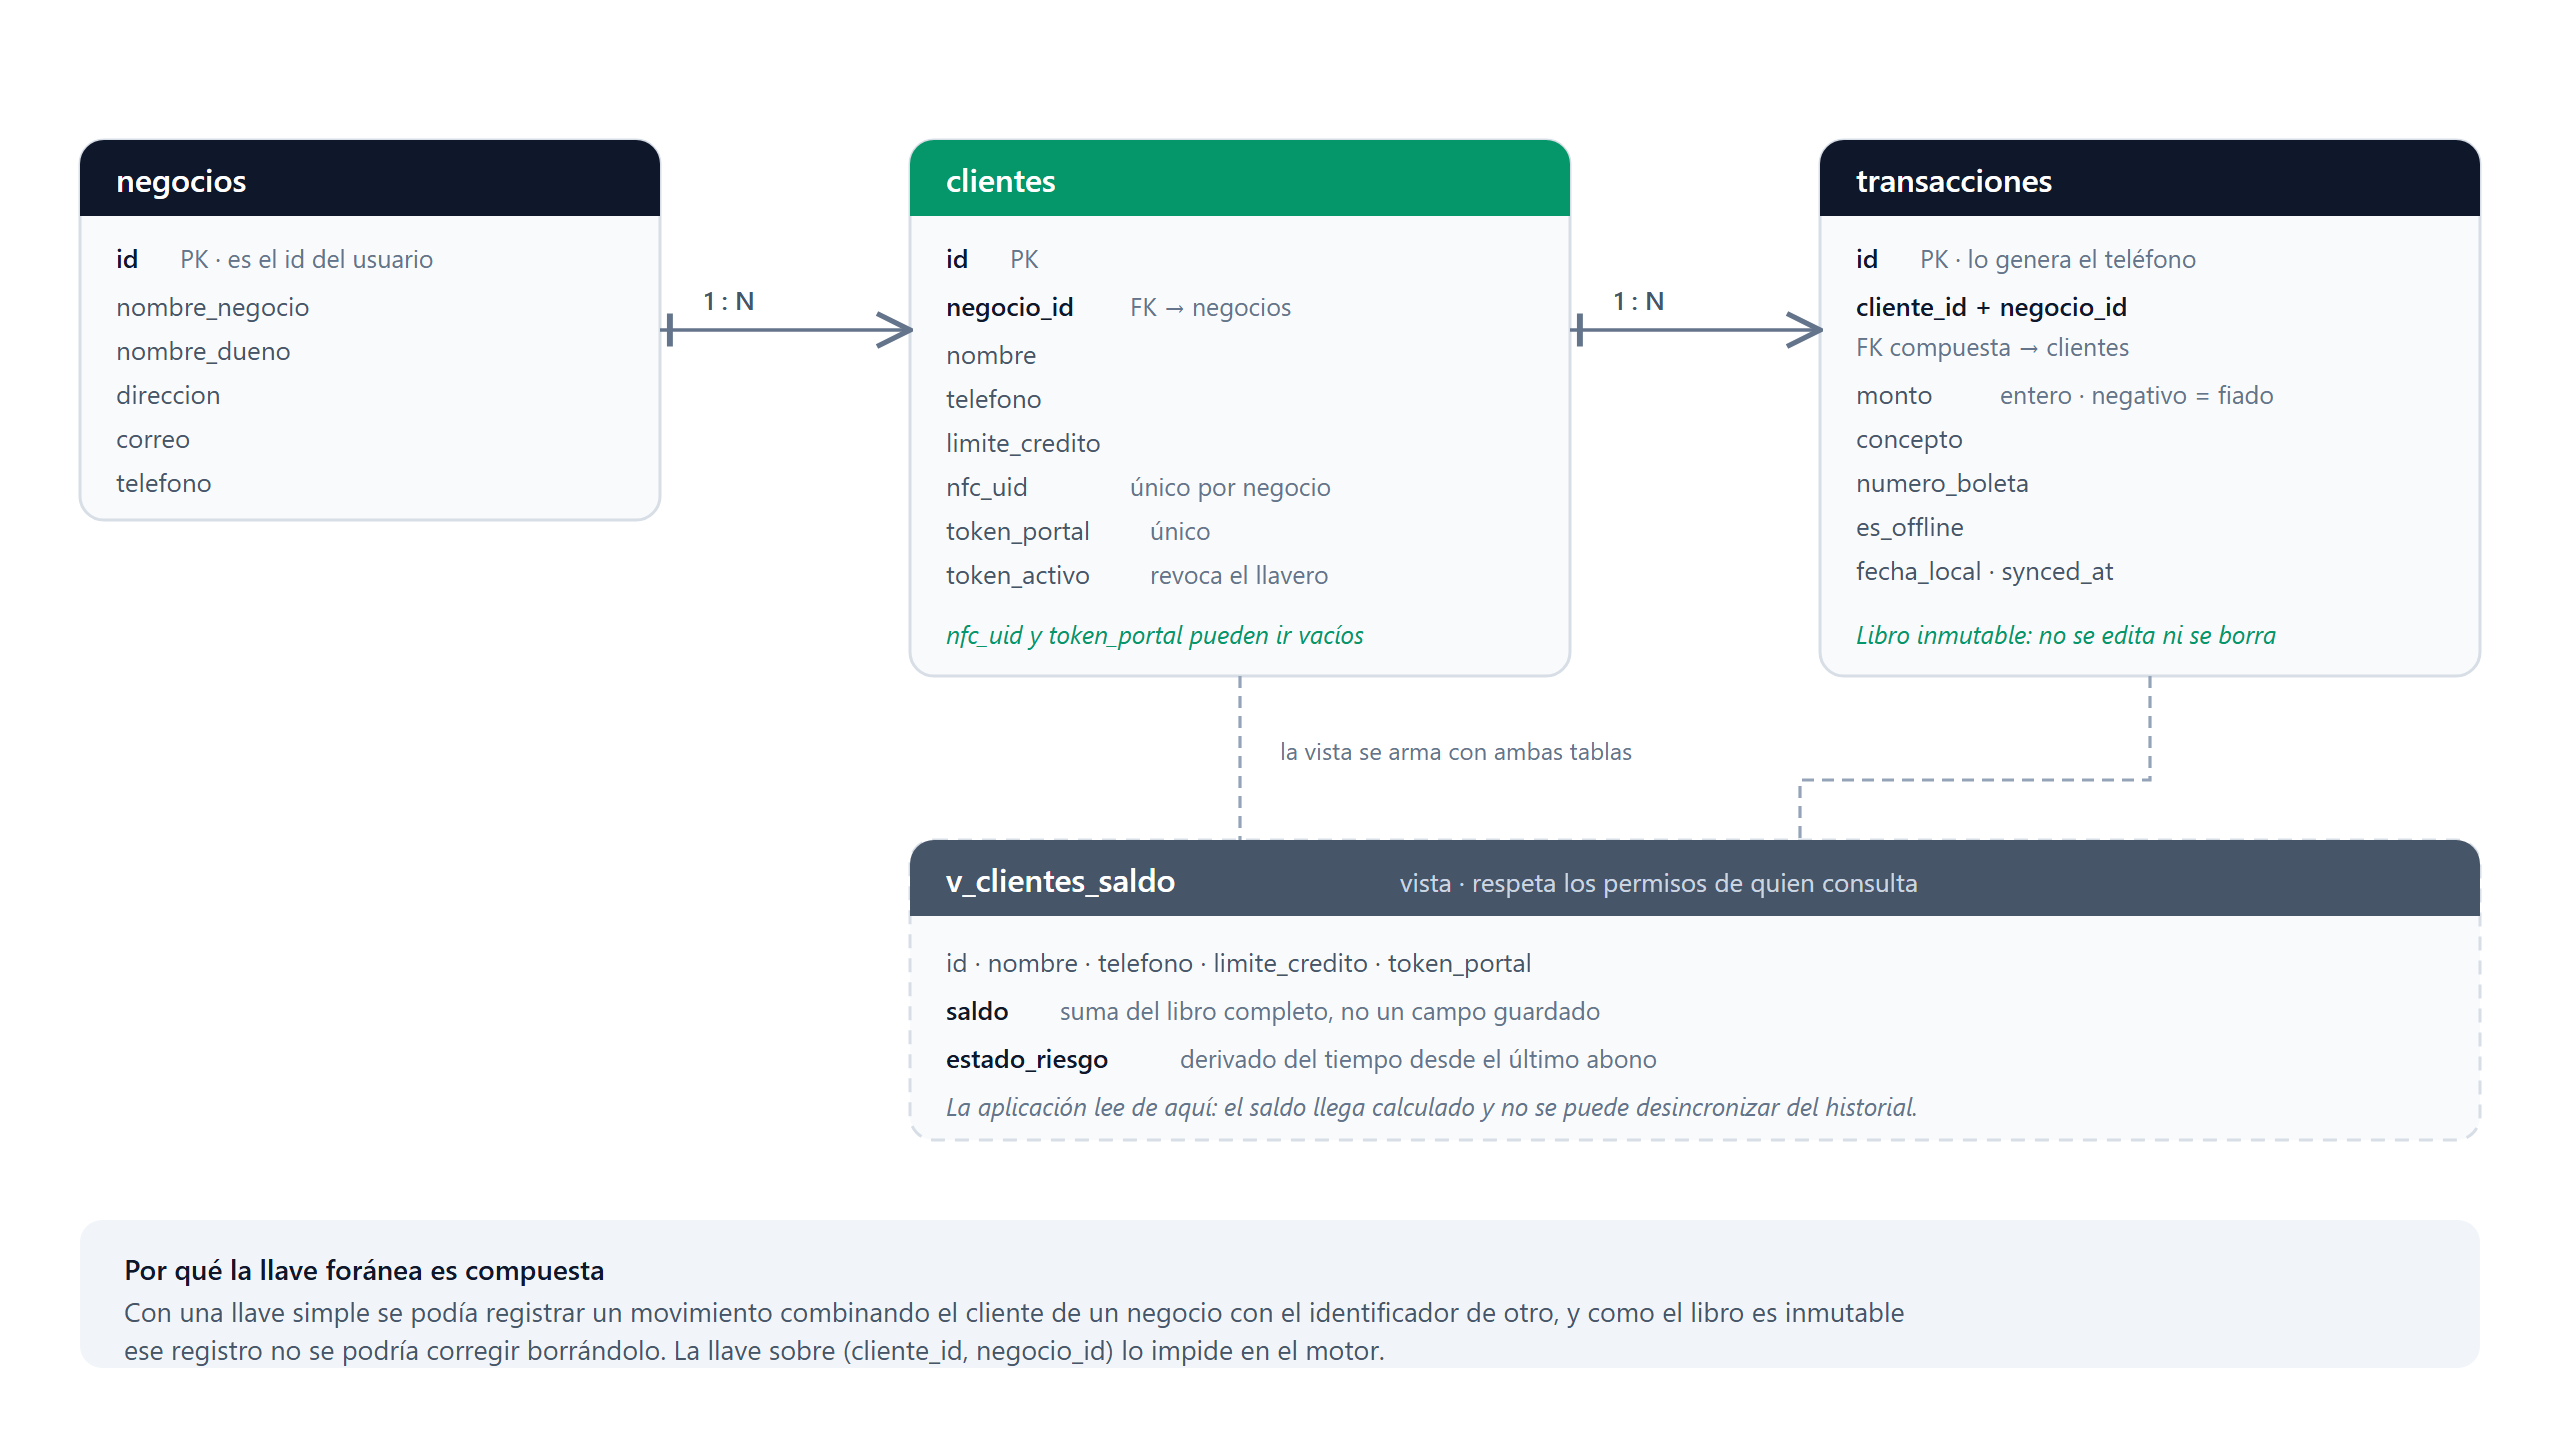 negocios
id PK · es el id del usuario
nombre_negocio
nombre_dueno
direccion
correo
telefono
1 : N
clientes
id PK
negocio_id FK → negocios
nombre
telefono
limite_credito
nfc_uid único por negocio
token_portal único
token_activo revoca el llavero
nfc_uid y token_portal pueden ir vacíos
1 : N
transacciones
id PK · lo genera el teléfono
cliente_id + negocio_id
FK compuesta → clientes
monto entero · negativo = fiado
concepto
numero_boleta
es_offline
fecha_local · synced_at
Libro inmutable: no se edita ni se borra
la vista se arma con ambas tablas
v_clientes_saldo vista · respeta los permisos de quien consulta
id · nombre · telefono · limite_credito · token_portal
saldo suma del libro completo, no un campo guardado
estado_riesgo derivado del tiempo desde el último abono
La aplicación lee de aquí: el saldo llega calculado y no se puede desincronizar del historial.
Por qué la llave foránea es compuesta
Con una llave simple se podía registrar un movimiento combinando el cliente de un negocio con el identificador de otro, y como el libro es inmutable
ese registro no se podría corregir borrándolo. La llave sobre (cliente_id, negocio_id) lo impide en el motor.